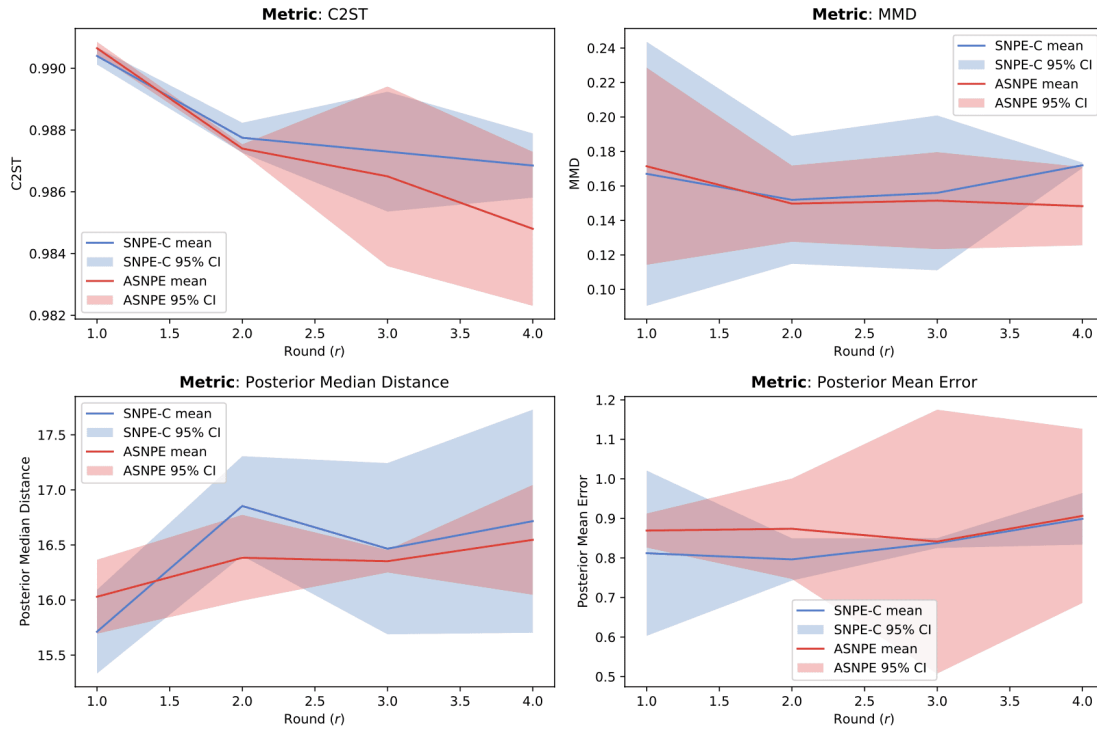 Metric: C2ST
C2ST
0.990
0.988
0.986
0.984
0.982
SNPE-C mean
SNPE-C 95% CI
ASNPE mean
ASNPE 95% CI
1.0 1.5 2.0 2.5 3.0 3.5 4.0
Round (r)
Metric: MMD
MMD
0.24
0.22
0.20
0.18
0.16
0.14
0.12
0.10
SNPE-C mean
SNPE-C 95% CI
ASNPE mean
ASNPE 95% CI
1.0 1.5 2.0 2.5 3.0 3.5 4.0
Round (r)
Metric: Posterior Median Distance
Posterior Median Distance
17.5
17.0
16.5
16.0
15.5
SNPE-C mean
SNPE-C 95% CI
ASNPE mean
ASNPE 95% CI
1.0 1.5 2.0 2.5 3.0 3.5 4.0
Round (r)
Metric: Posterior Mean Error
Posterior Mean Error
1.2
1.1
1.0
0.9
0.8
0.7
0.6
0.5
SNPE-C mean
SNPE-C 95% CI
ASNPE mean
ASNPE 95% CI
1.0 1.5 2.0 2.5 3.0 3.5 4.0
Round (r)